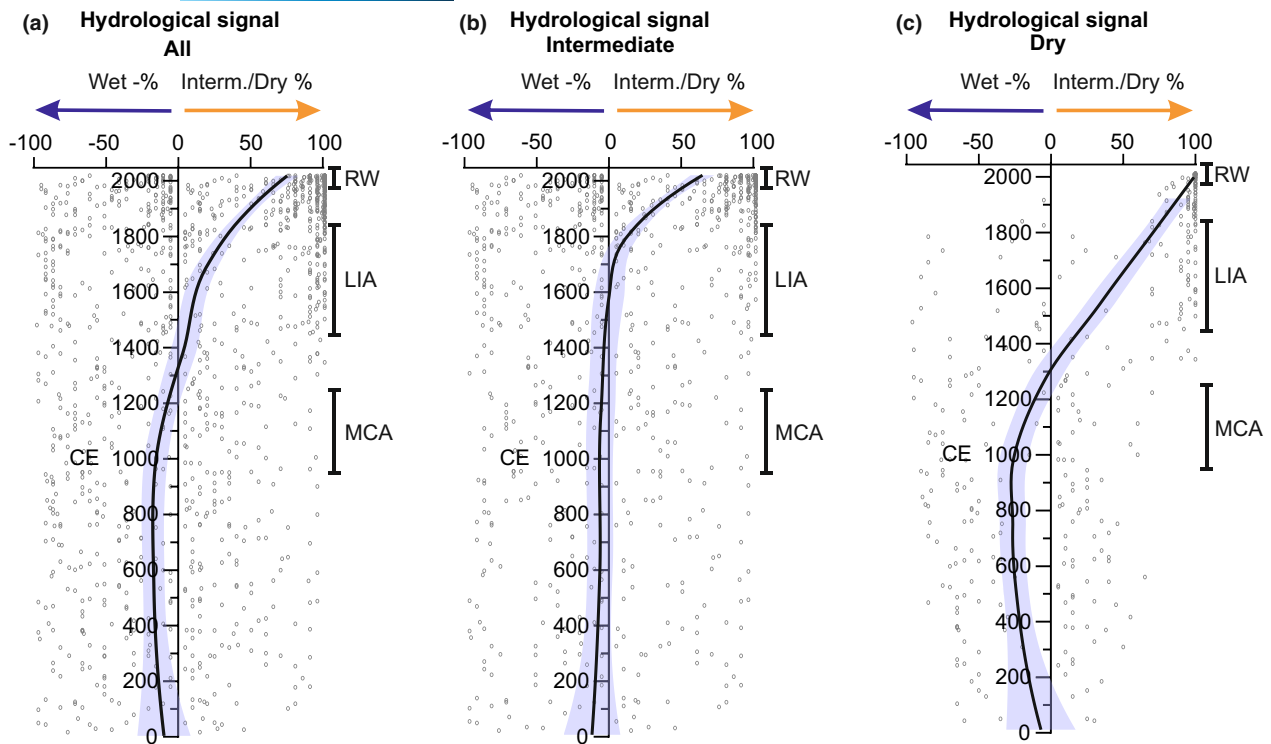 (a) Hydrological signal
All
Wet -% Interm./Dry %
-100 -50 0 50 100
2000
1800
1600
1400
1200
1000
800
600
400
200
0
CE
RW
LIA
MCA
(b) Hydrological signal
Intermediate
Wet -% Interm./Dry %
-100 -50 0 50 100
2000
1800
1600
1400
1200
1000
800
600
400
200
0
CE
RW
LIA
MCA
(c) Hydrological signal
Dry
Wet -% Interm./Dry %
-100 -50 0 50 100
2000
1800
1600
1400
1200
1000
800
600
400
200
0
CE
RW
LIA
MCA